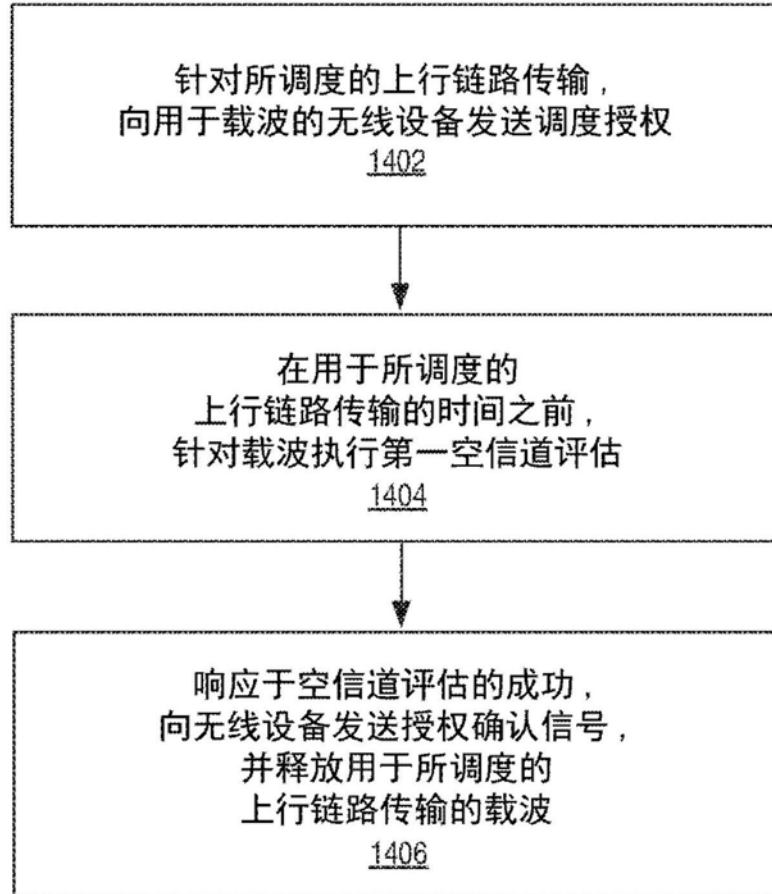 针对所调度的上行链路传输，
向用于载波的无线设备发送调度授权
1402
在用于所调度的
上行链路传输的时间之前，
针对载波执行第一空信道评估
1404
响应于空信道评估的成功，
向无线设备发送授权确认信号，
并释放用于所调度的
上行链路传输的载波
1406